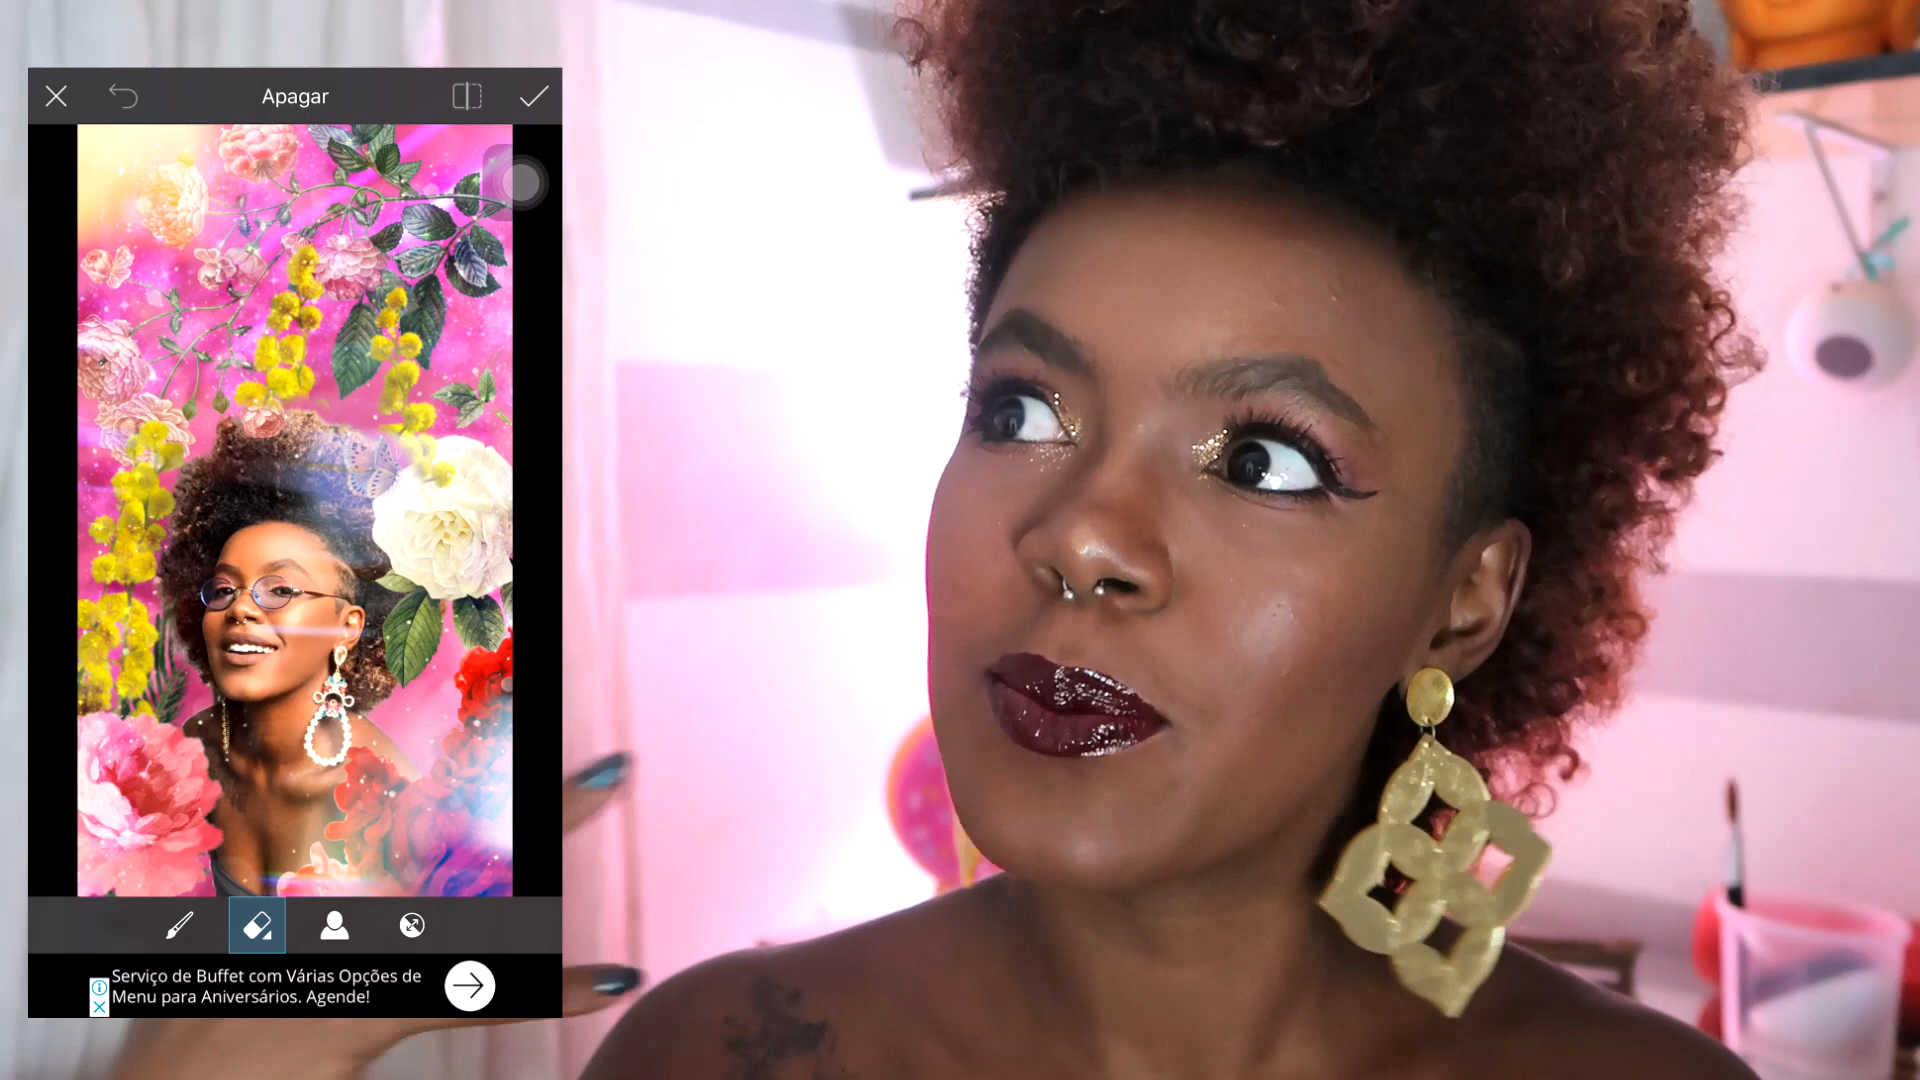 Apagar
Serviço de Buffet com Várias Opções de
Menu para Aniversários. Agende!